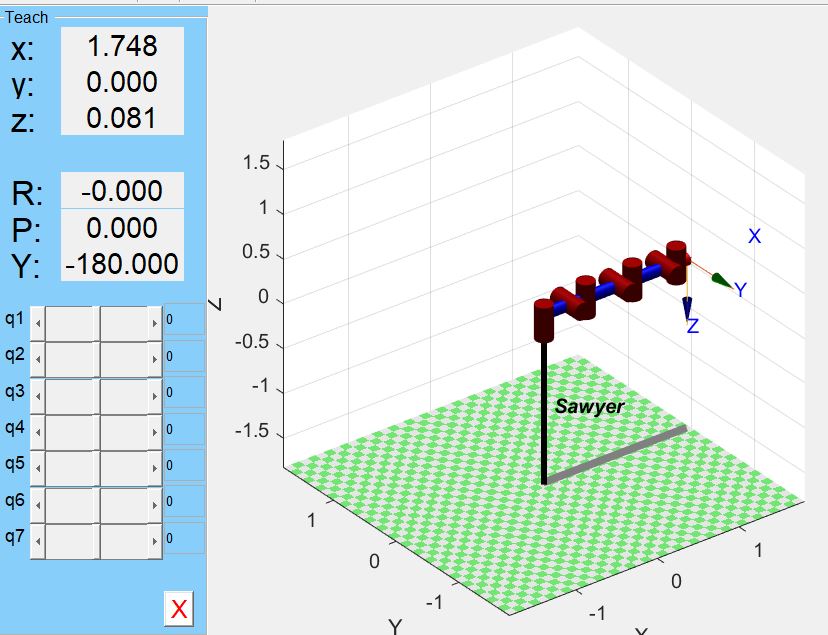 Teach
x: 1.748
y: 0.000
z: 0.081
R: -0.000
P: 0.000
Y: -180.000
q1 0
q2 0
q3 0
q4 0
q5 0
q6 0
q7 0
X
Z
1.5
1
0.5
0
-0.5
-1
-1.5
X
Y
Z
Sawyer
1
0
-1
Y
-1
0
1
X